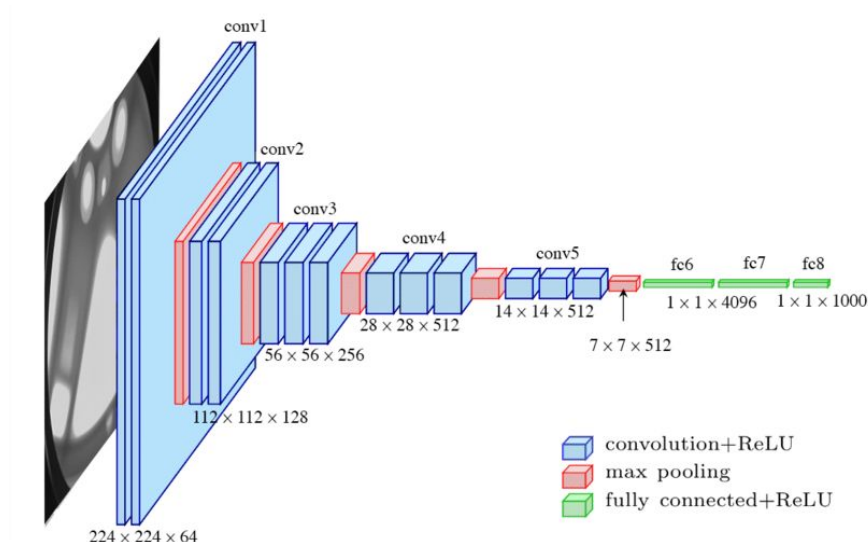 conv1
conv2
conv3
conv4
conv5
fc6
fc7
fc8
1 × 1 × 4096
1 × 1 × 1000
28 × 28 × 512
14 × 14 × 512
7 × 7 × 512
56 × 56 × 256
112 × 112 × 128
224 × 224 × 64
convolution+ReLU
max pooling
fully connected+ReLU